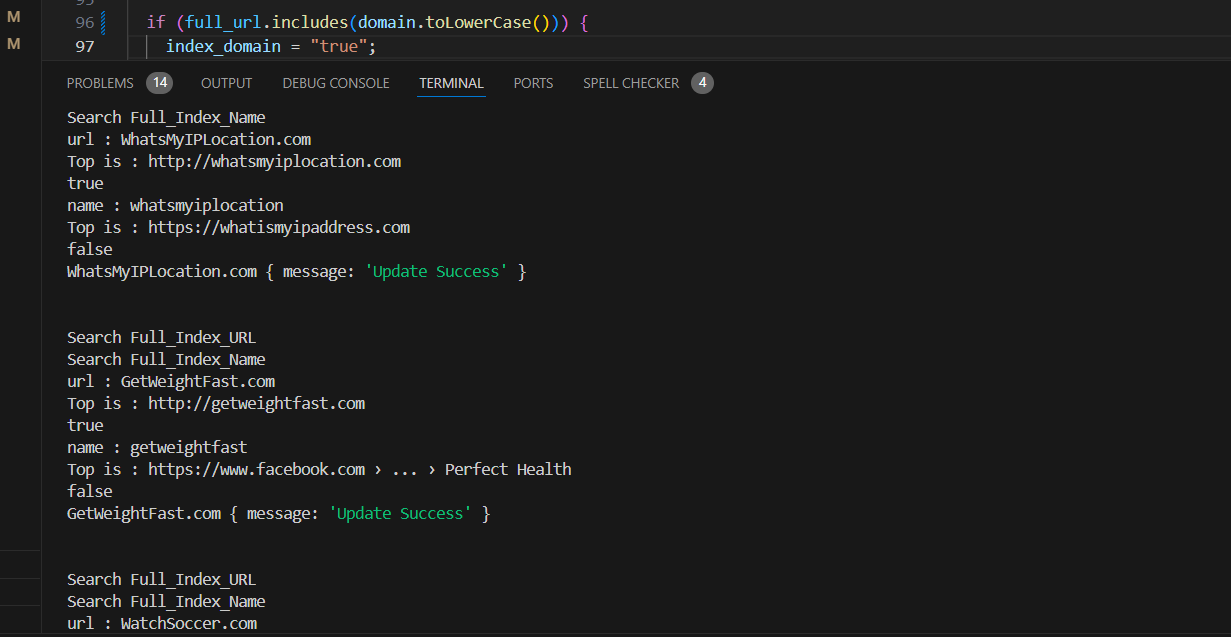 M
M
95
96 if (full_url.includes(domain.toLowerCase())) {
97 index_domain = "true";
PROBLEMS 14 OUTPUT DEBUG CONSOLE TERMINAL PORTS SPELL CHECKER 4
Search Full_Index_Name
url : WhatsMyIPLocation.com
Top is : http://whatsmyiplocation.com
true
name : whatsmyiplocation
Top is : https://whatismyipaddress.com
false
WhatsMyIPLocation.com { message: 'Update Success' }
Search Full_Index_URL
Search Full_Index_Name
url : GetWeightFast.com
Top is : http://getweightfast.com
true
name : getweightfast
Top is : https://www.facebook.com › ... › Perfect Health
false
GetWeightFast.com { message: 'Update Success' }
Search Full_Index_URL
Search Full_Index_Name
url : WatchSoccer.com